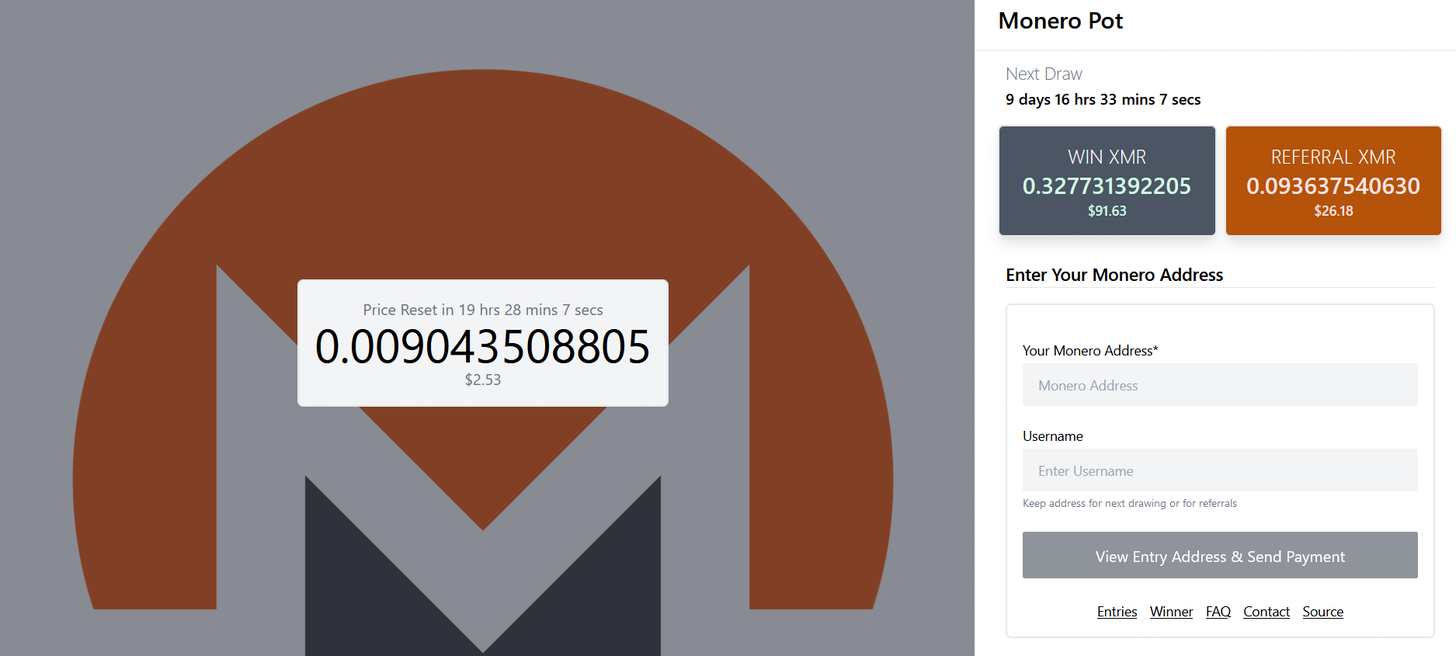 Monero Pot
Next Draw
9 days 16 hrs 33 mins 7 secs
WIN XMR
0.327731392205
$91.63
REFERRAL XMR
0.093637540630
$26.18
Price Reset in 19 hrs 28 mins 7 secs
0.009043508805
$2.53
Enter Your Monero Address
Your Monero Address*
Monero Address
Username
Enter Username
Keep address for next drawing or for referrals
View Entry Address & Send Payment
Entries Winner FAQ Contact Source